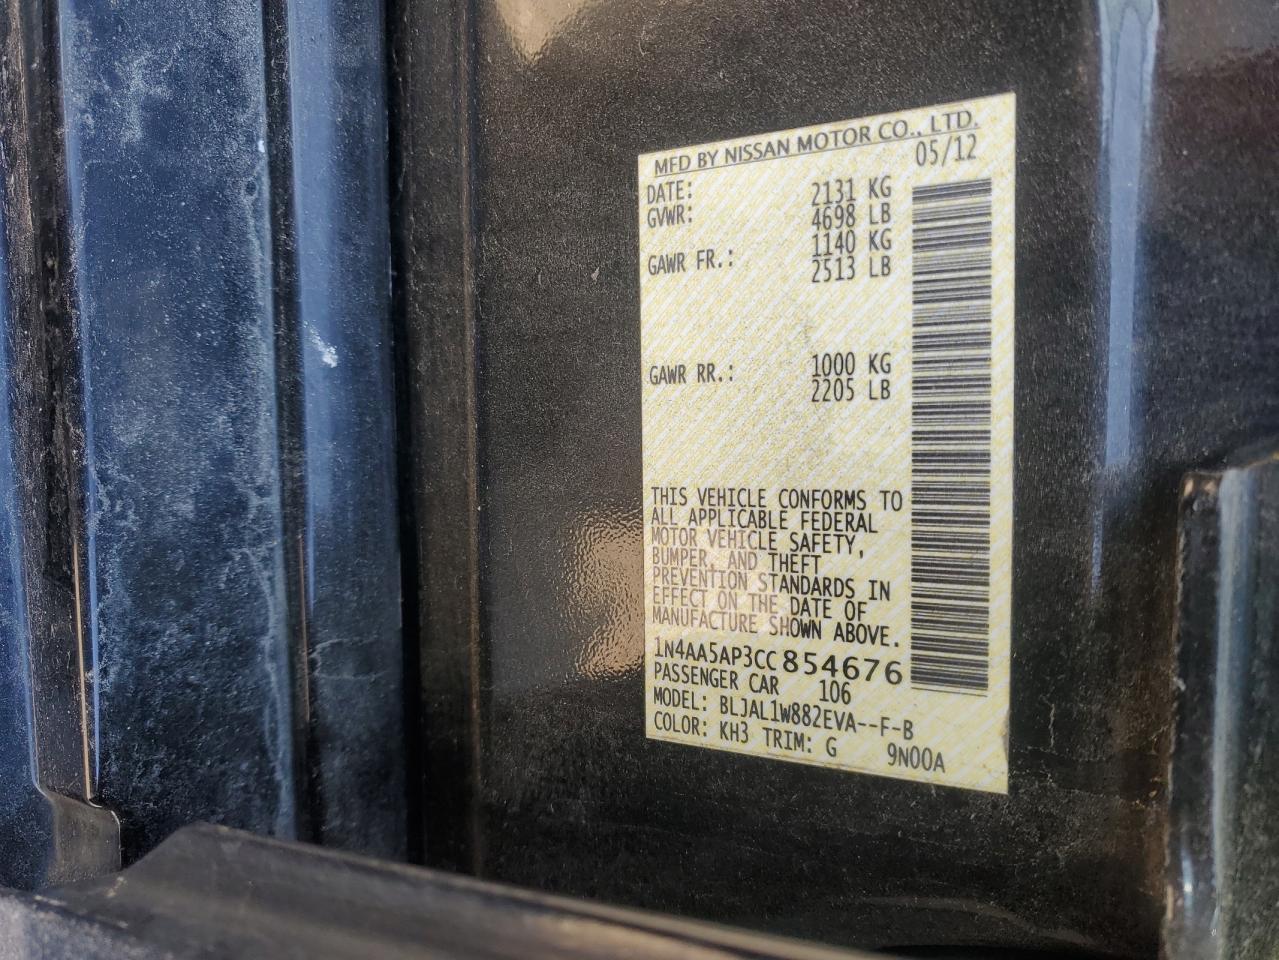 MFD BY NISSAN MOTOR CO., LTD.
DATE: 05/12
GVWR: 2131 KG
4698 LB
GAWR FR.: 1140 KG
2513 LB
GAWR RR.: 1000 KG
2205 LB
THIS VEHICLE CONFORMS TO
ALL APPLICABLE FEDERAL
MOTOR VEHICLE SAFETY,
BUMPER, AND THEFT
PREVENTION STANDARDS IN
EFFECT ON THE DATE OF
MANUFACTURE SHOWN ABOVE.
1N4AA5AP3CC854676
PASSENGER CAR 106
MODEL: BLJAL1W882EVA--F-B
COLOR: KH3 TRIM: G 9N00A